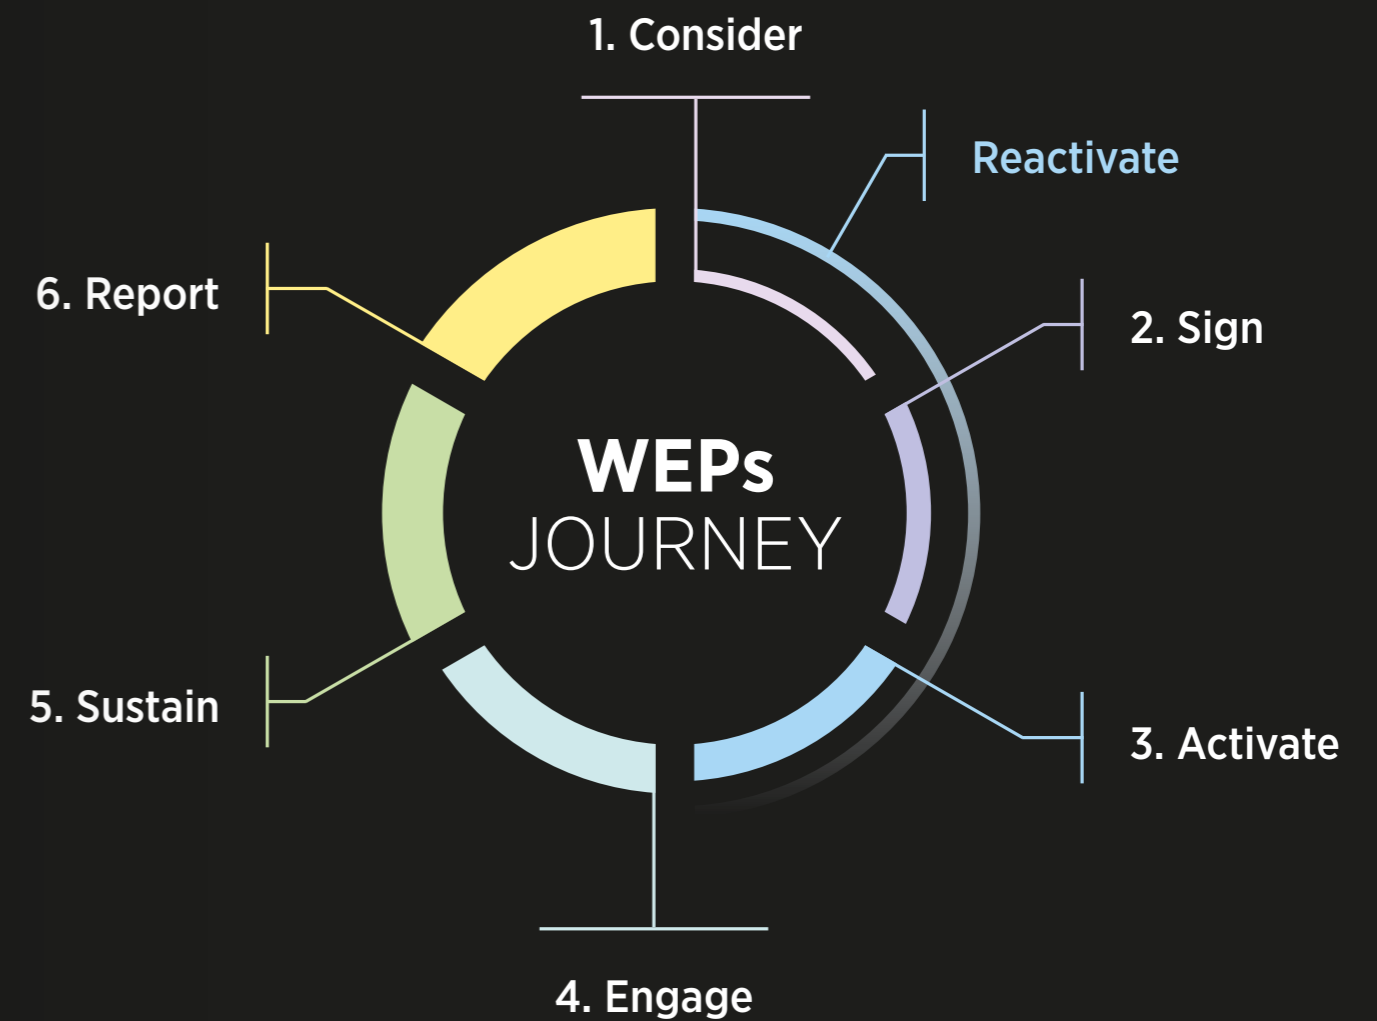 1. Consider
Reactivate
2. Sign
3. Activate
4. Engage
5. Sustain
6. Report
WEPs
JOURNEY